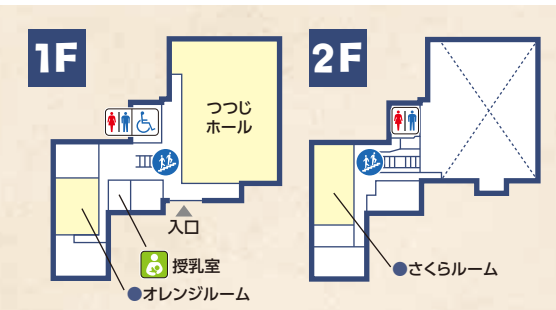 1F
つつじ
ホール
入口
授乳室
●オレンジルーム
2F
●さくらルーム